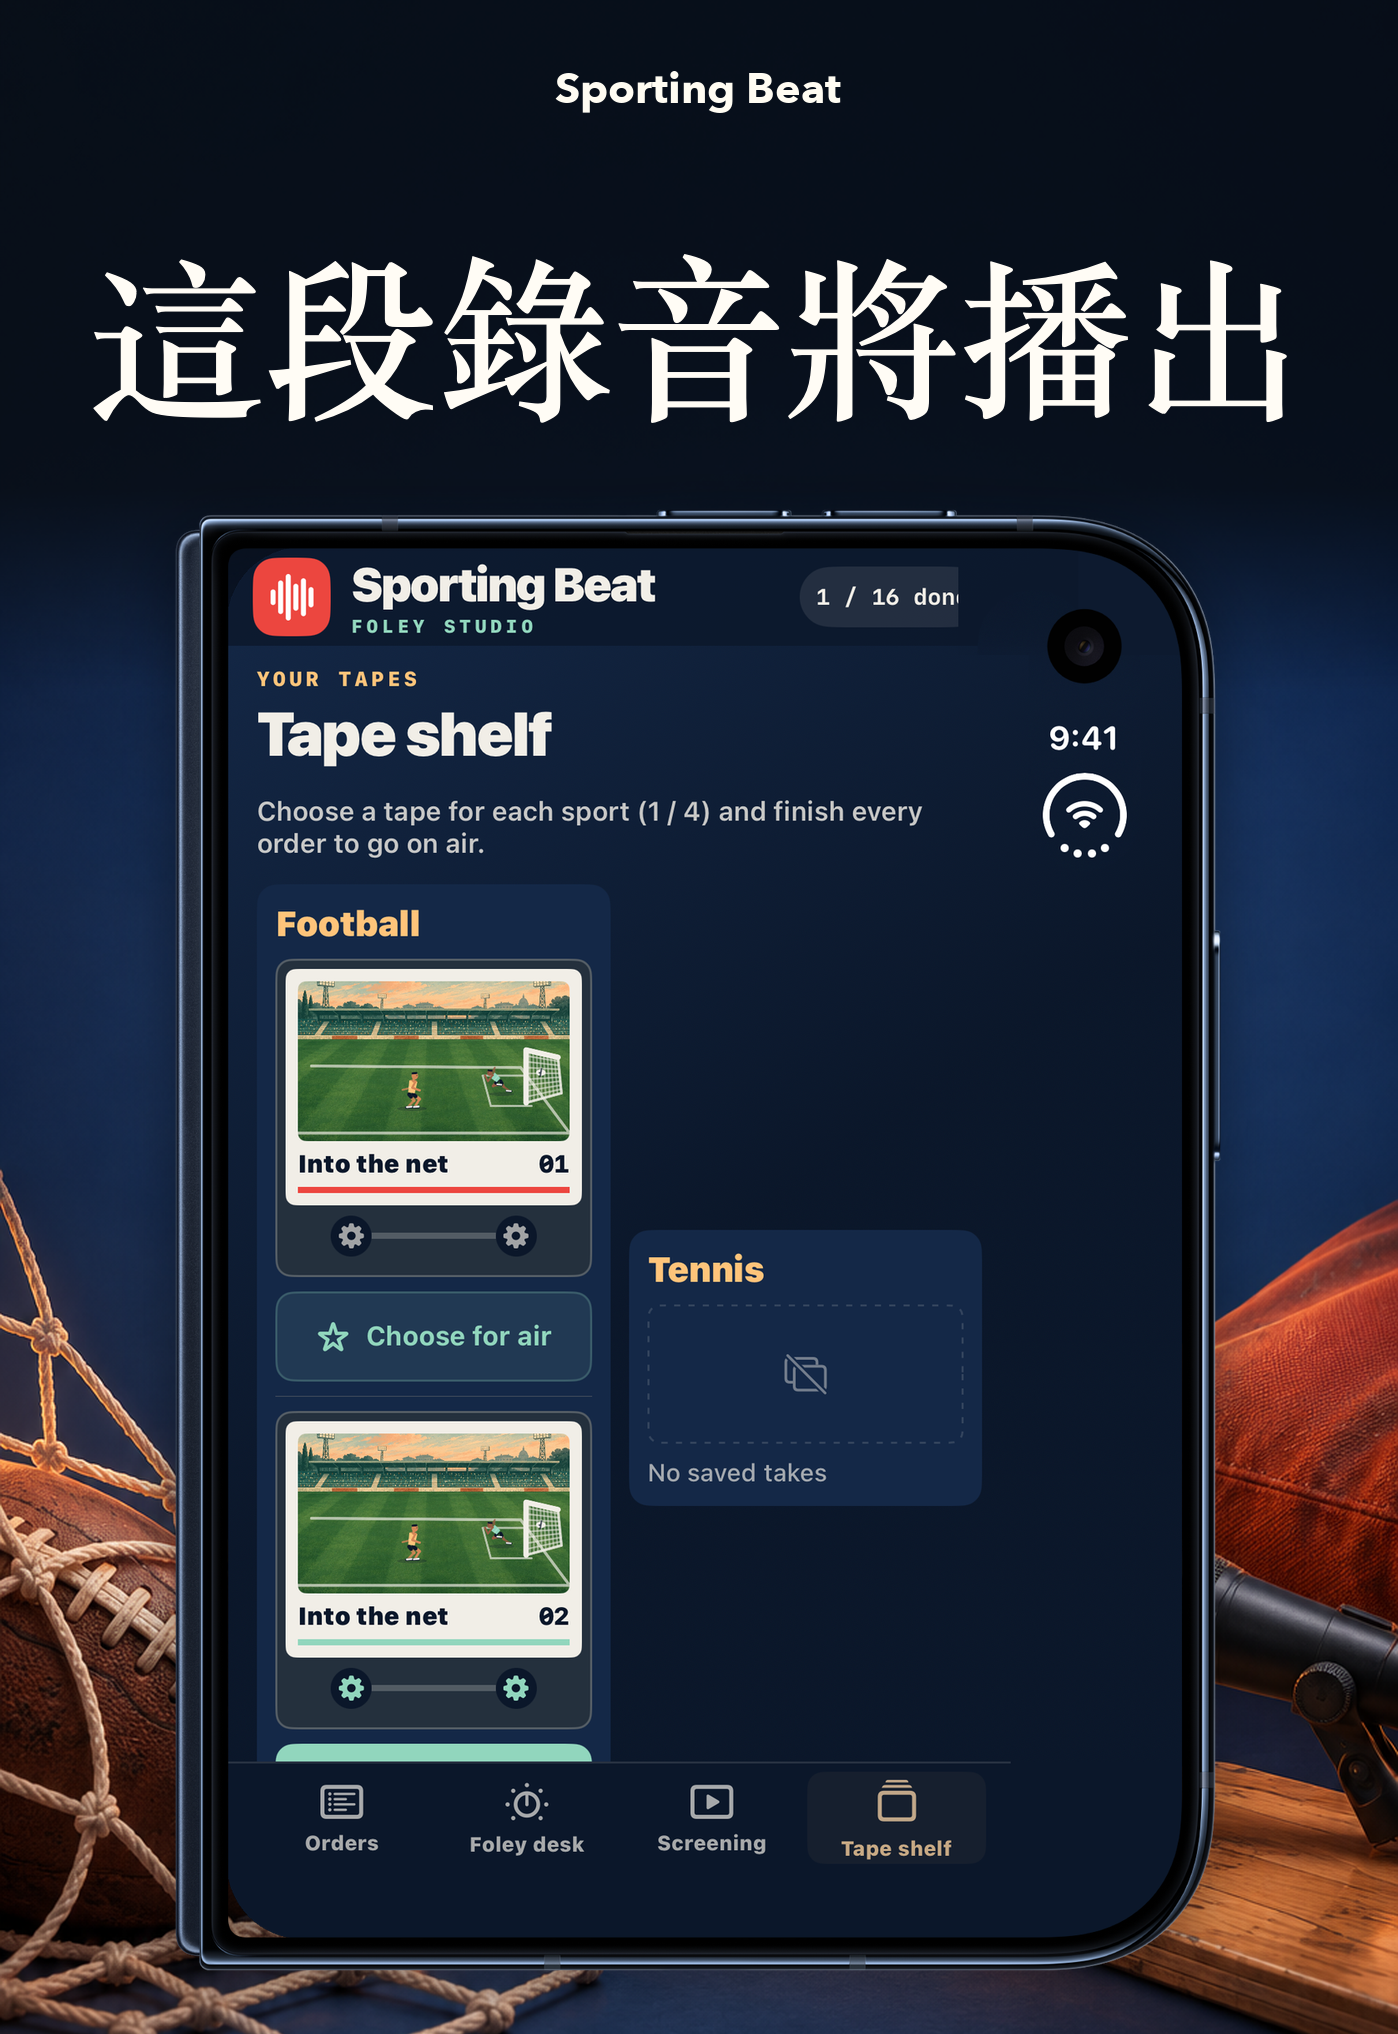 Sporting Beat
這段錄音將播出
Sporting Beat
FOLEY STUDIO
1 / 16 done
YOUR TAPES
Tape shelf
9:41
Choose a tape for each sport (1 / 4) and finish every
order to go on air.
Football
Into the net 01
Choose for air
Tennis
No saved takes
Into the net 02
Orders
Foley desk
Screening
Tape shelf